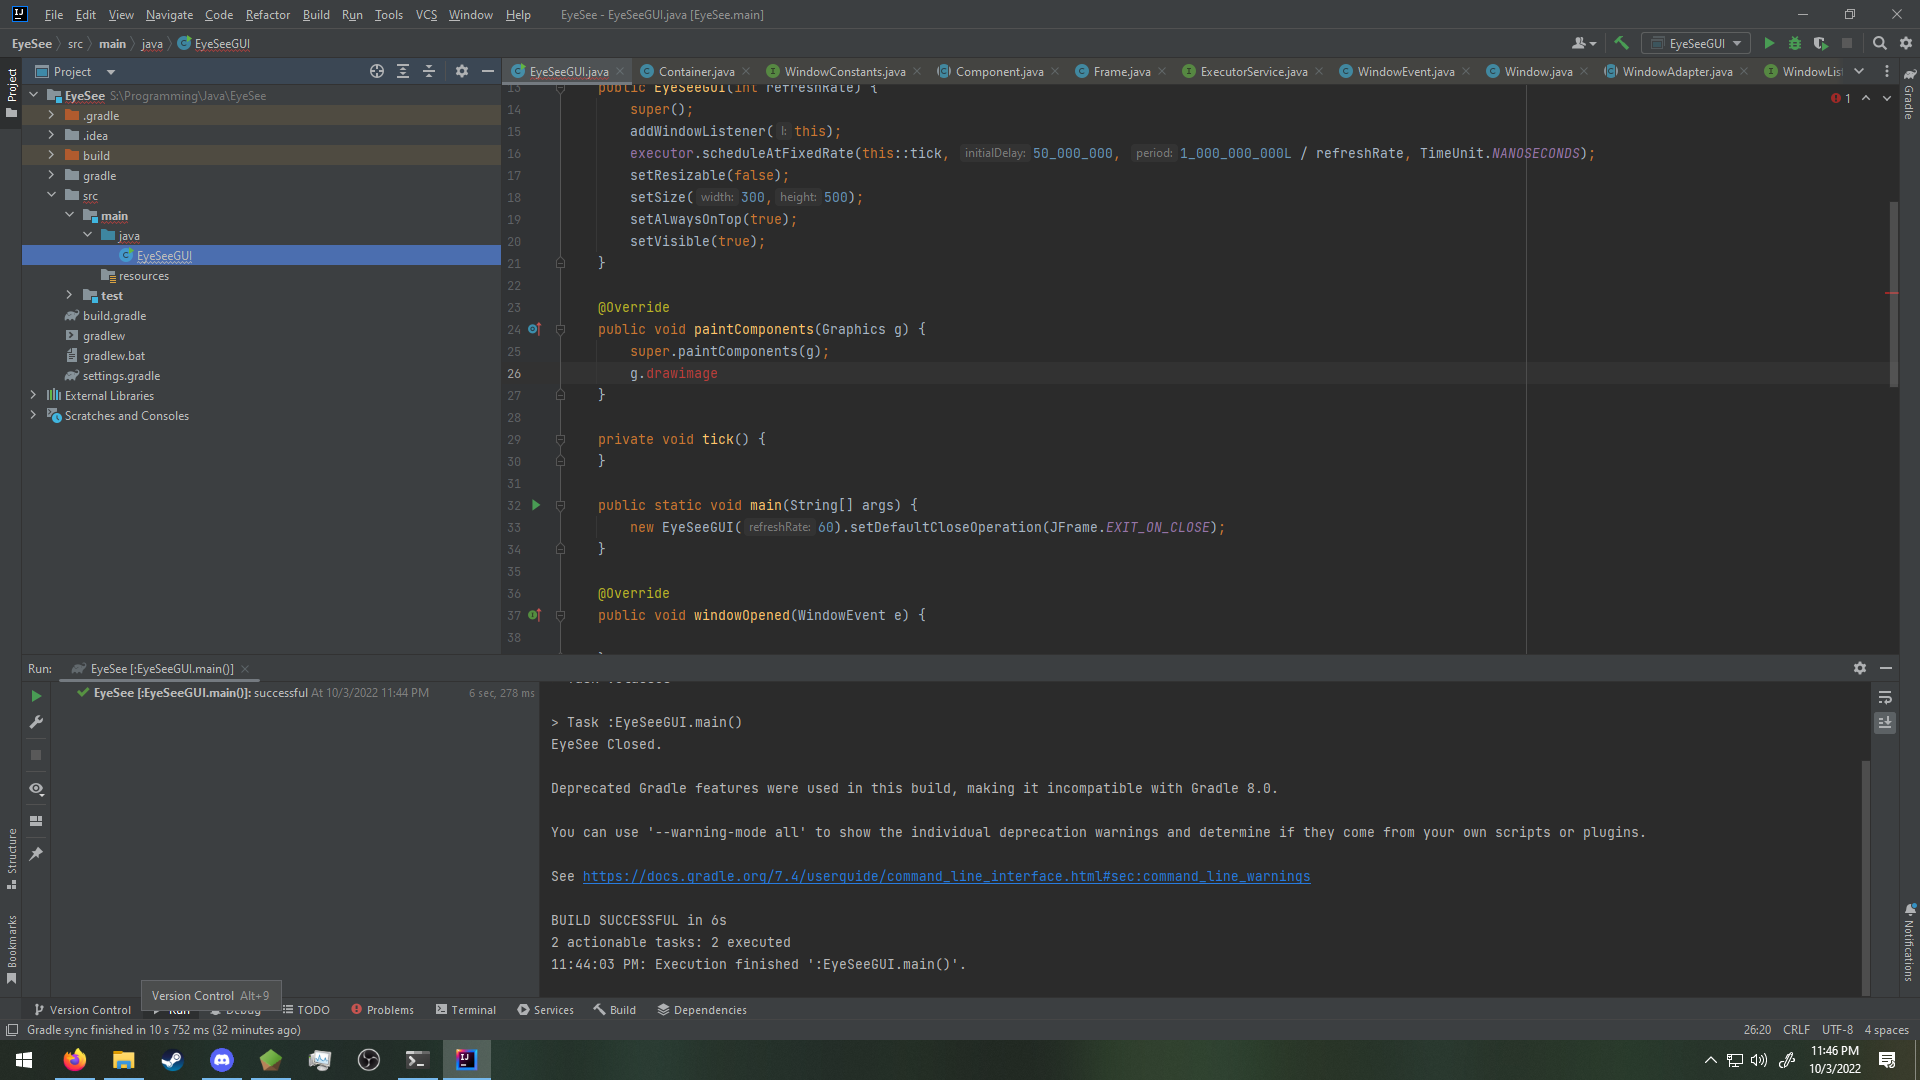 File Edit View Navigate Code Refactor Build Run Tools VCS Window Help EyeSee - EyeSeeGUI.java [EyeSee.main]
EyeSee src main java EyeSeeGUI EyeSeeGUI
Project EyeSeeGUI.java Container.java WindowConstants.java Component.java Frame.java ExecutorService.java WindowEvent.java Window.java WindowAdapter.java WindowList
Project
Gradle
EyeSee S:\Programming\Java\EyeSee
.gradle
.idea
build
gradle
src
main
java
EyeSeeGUI
resources
test
build.gradle
gradlew
gradlew.bat
settings.gradle
External Libraries
Scratches and Consoles
1
13 public EyeSeeGUI(int refreshRate) {
14 super();
15 addWindowListener( l: this);
16 executor.scheduleAtFixedRate(this::tick, initialDelay: 50_000_000, period: 1_000_000_000L / refreshRate, TimeUnit.NANOSECONDS);
17 setResizable(false);
18 setSize( width: 300, height: 500);
19 setAlwaysOnTop(true);
20 setVisible(true);
21 }
22
23 @Override
24 public void paintComponents(Graphics g) {
25 super.paintComponents(g);
26 g.drawimage
27 }
28
29 private void tick() {
30 }
31
32 public static void main(String[] args) {
33 new EyeSeeGUI( refreshRate: 60).setDefaultCloseOperation(JFrame.EXIT_ON_CLOSE);
34 }
35
36 @Override
37 public void windowOpened(WindowEvent e) {
38
Run: EyeSee [:EyeSeeGUI.main()]
EyeSee [:EyeSeeGUI.main()]: successful At 10/3/2022 11:44 PM 6 sec, 278 ms
> Task :EyeSeeGUI.main()
EyeSee Closed.
Deprecated Gradle features were used in this build, making it incompatible with Gradle 8.0.
You can use '--warning-mode all' to show the individual deprecation warnings and determine if they come from your own scripts or plugins.
See https://docs.gradle.org/7.4/userguide/command_line_interface.html#sec:command_line_warnings
BUILD SUCCESSFUL in 6s
2 actionable tasks: 2 executed
11:44:03 PM: Execution finished ':EyeSeeGUI.main()'.
Structure
Bookmarks
Notifications
Version Control Alt+9
Version Control Run Debug TODO Problems Terminal Services Build Dependencies
Gradle sync finished in 10 s 752 ms (32 minutes ago) 26:20 CRLF UTF-8 4 spaces
11:46 PM
10/3/2022